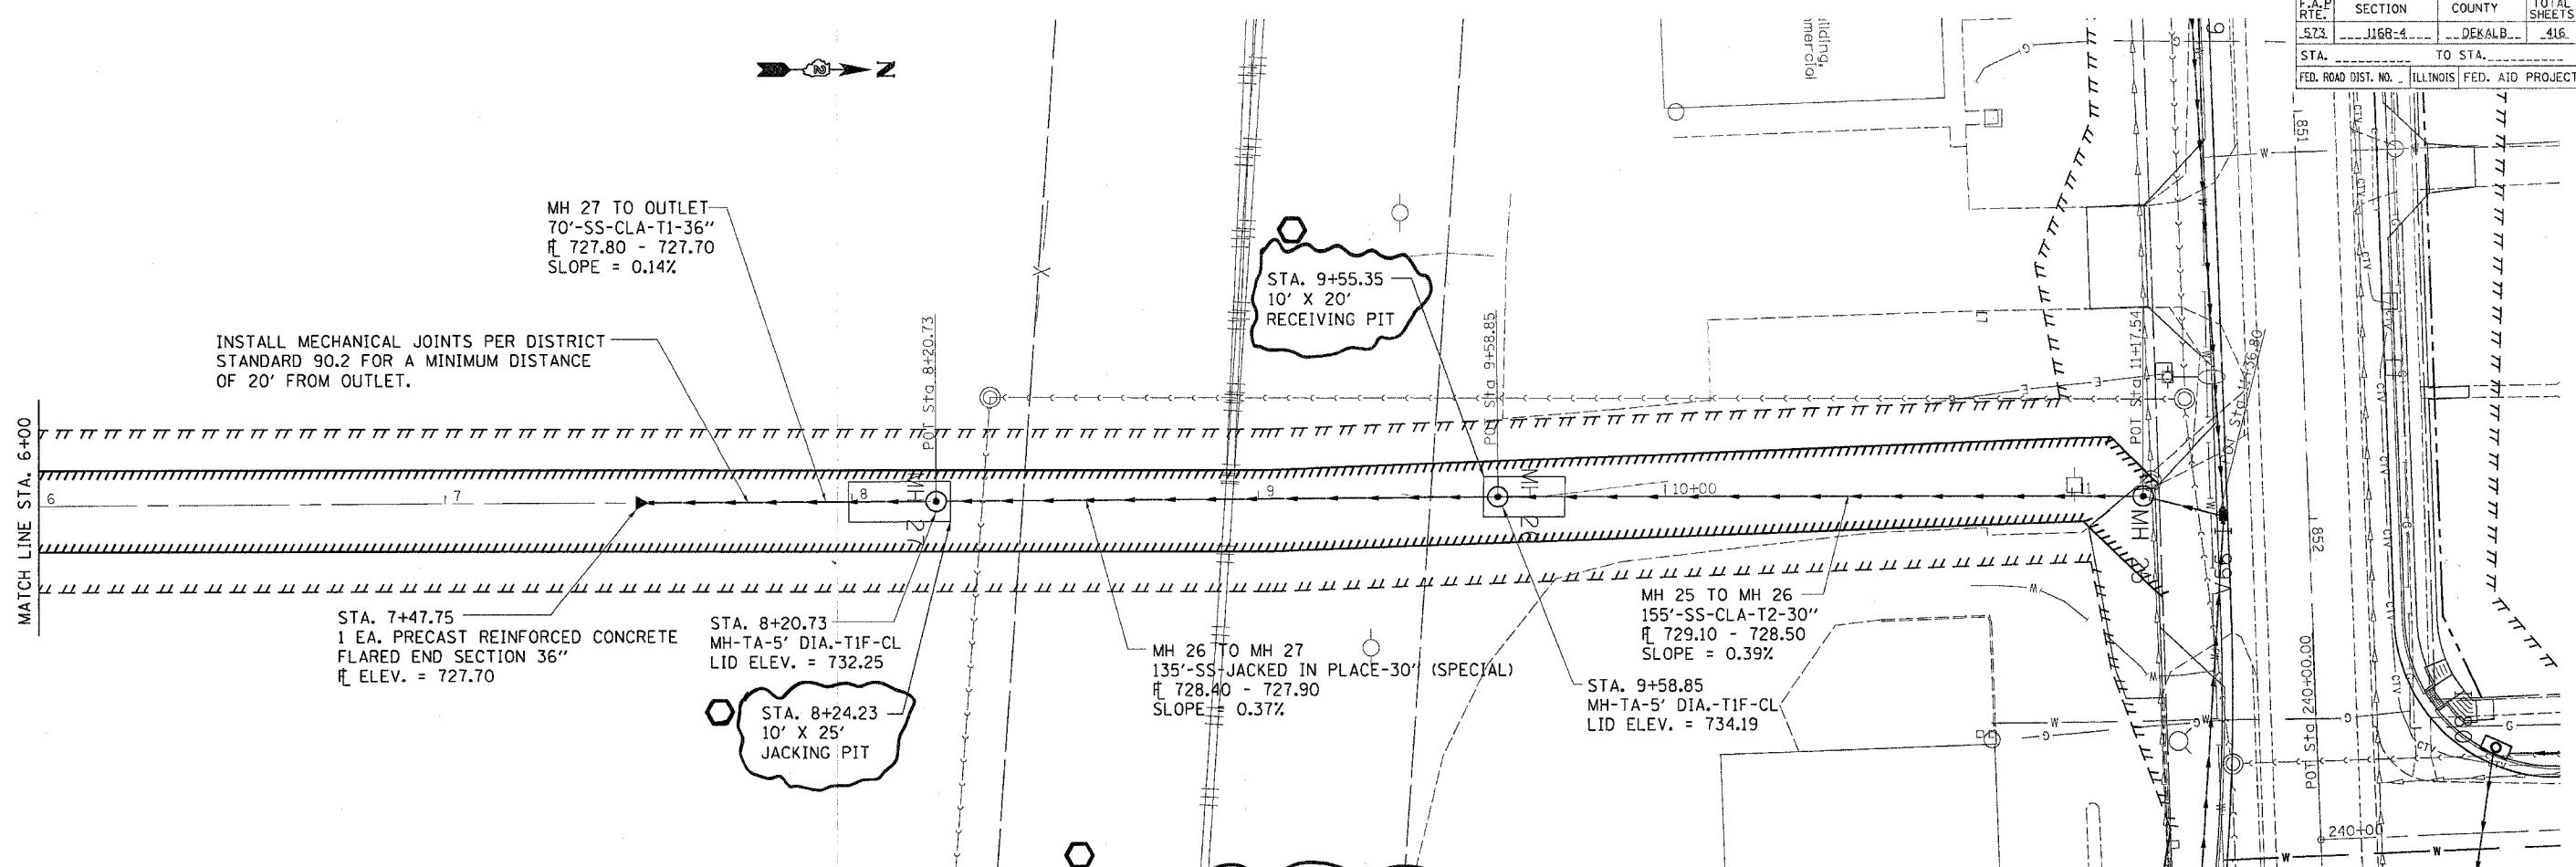 F.A.P. RTE. SECTION COUNTY TOTAL SHEETS
573 116R-4 DEKALB 416
STA. TO STA.
FED. ROAD DIST. NO. ILLINOIS FED. AID PROJECT
N
MH 27 TO OUTLET
70'-SS-CLA-T1-36"
℄ 727.80 - 727.70
SLOPE = 0.14%
INSTALL MECHANICAL JOINTS PER DISTRICT
STANDARD 90.2 FOR A MINIMUM DISTANCE
OF 20' FROM OUTLET.
STA. 9+55.35
10' X 20'
RECEIVING PIT
POT Sta 8+20.73
POT Sta 9+58.85
POT Sta 11+17.54
MATCH LINE STA. 6+00
6
7
8
9
10+00
11
MH 27
STA. 7+47.75
1 EA. PRECAST REINFORCED CONCRETE
FLARED END SECTION 36"
℄ ELEV. = 727.70
STA. 8+20.73
MH-TA-5' DIA.-T1F-CL
LID ELEV. = 732.25
STA. 8+24.23
10' X 25'
JACKING PIT
MH 26 TO MH 27
135'-SS-JACKED IN PLACE-30" (SPECIAL)
℄ 728.40 - 727.90
SLOPE = 0.37%
MH 25 TO MH 26
155'-SS-CLA-T2-30"
℄ 729.10 - 728.50
SLOPE = 0.39%
STA. 9+58.85
MH-TA-5' DIA.-T1F-CL
LID ELEV. = 734.19
851
852
POT Sta 240+00.00
240+00